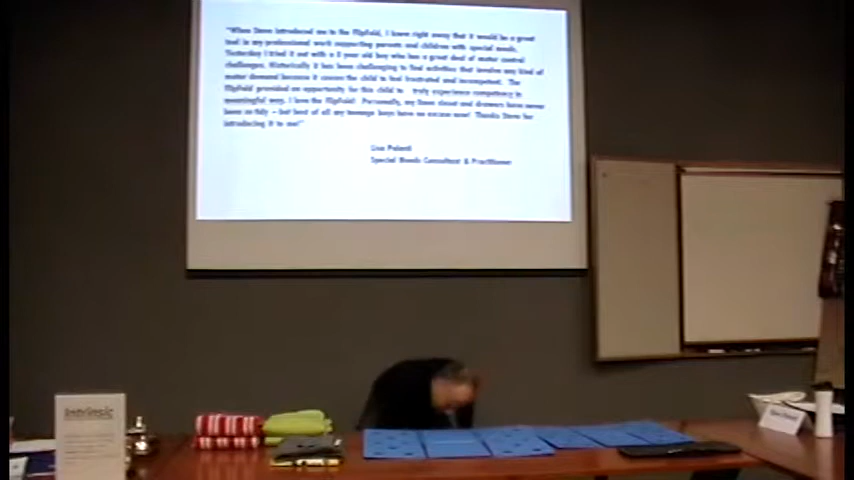 "When Steve introduced me to the FlipFold, I knew right away that it would be a great
tool in my professional work supporting parents and children with special needs.
Yesterday I tried it out with a 8 year old boy who has a great deal of motor control
challenges. Historically it has been challenging to find activities that involve any kind of
motor demand because it causes the child to feel frustrated and incompetent. The
FlipFold provided an opportunity for this child to truly experience competency in
meaningful way. I love the FlipFold! Personally, my linen closet and drawers have never
been so tidy – but best of all my teenage boys have no excuse now! Thanks Steve for
introducing it to me!"
Lisa
Special Needs Consultant & Practitioner
Intrinsic